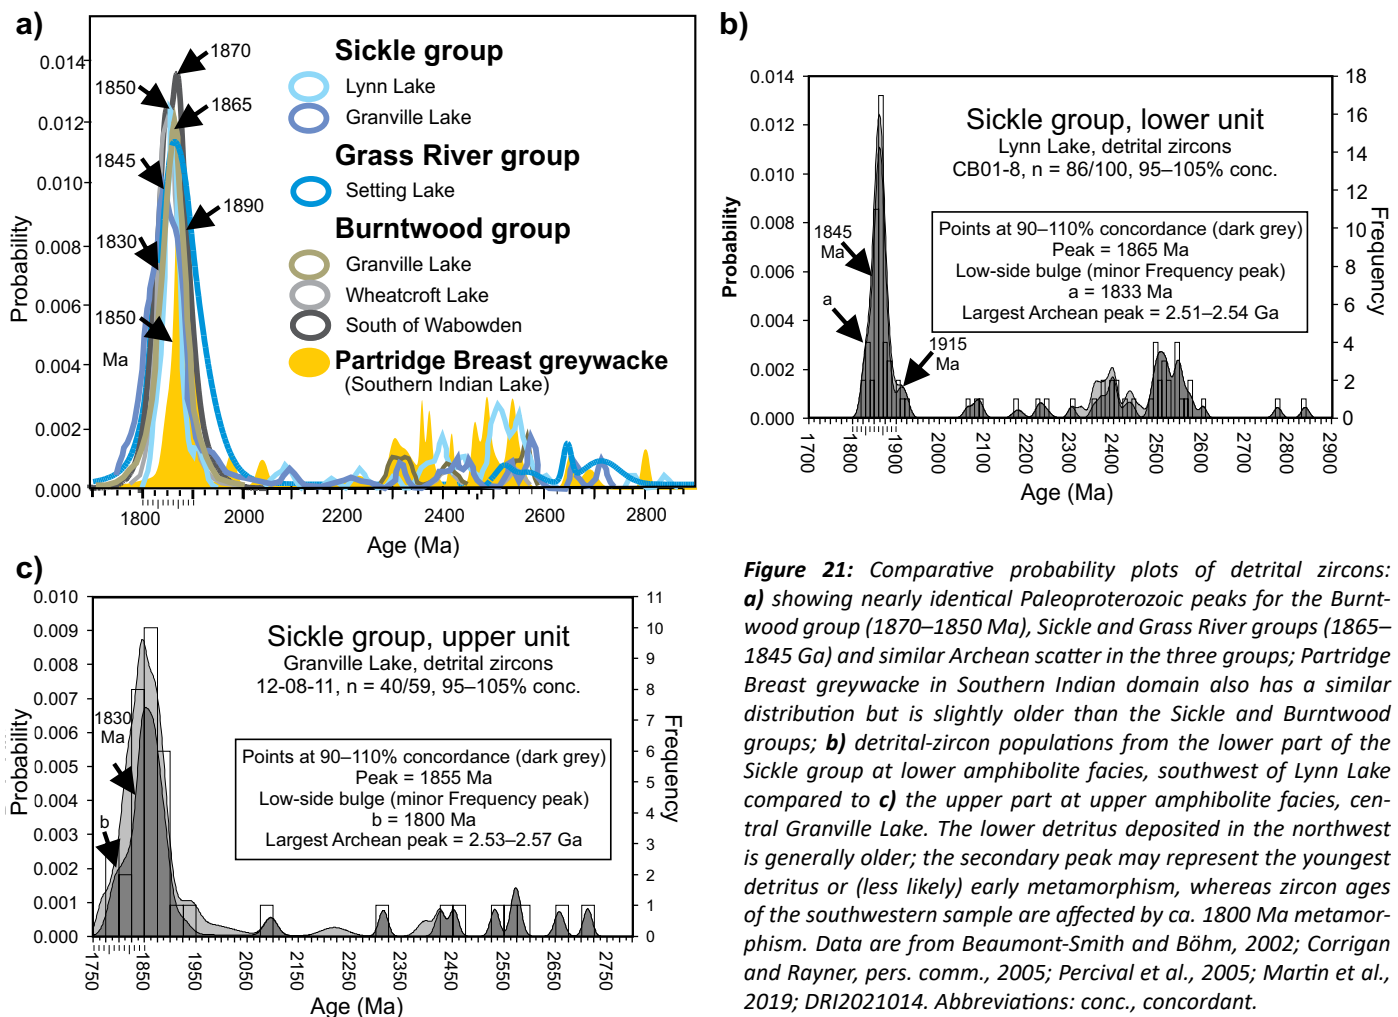 a)
0.014
0.012
0.010
0.008
0.006
0.004
0.002
0.000
Probability
1870
1850
1865
1845
1890
1830
1850
Ma
Sickle group
Lynn Lake
Granville Lake
Grass River group
Setting Lake
Burntwood group
Granville Lake
Wheatcroft Lake
South of Wabowden
Partridge Breast greywacke
(Southern Indian Lake)
1800 2000 2200 2400 2600 2800
Age (Ma)
b)
0.014
0.012
0.010
0.008
0.006
0.004
0.002
0.000
Probability
18
16
14
12
10
8
6
4
2
0
Frequency
Sickle group, lower unit
Lynn Lake, detrital zircons
CB01-8, n = 86/100, 95–105% conc.
Points at 90–110% concordance (dark grey)
Peak = 1865 Ma
Low-side bulge (minor Frequency peak)
a = 1833 Ma
Largest Archean peak = 2.51–2.54 Ga
1845
Ma
a
1915
Ma
1700 1800 1900 2000 2100 2200 2300 2400 2500 2600 2700 2800 2900
Age (Ma)
c)
0.010
0.009
0.008
0.007
0.006
0.005
0.004
0.003
0.002
0.001
0.000
Probability
11
10
9
8
7
6
5
4
3
2
1
0
Frequency
Sickle group, upper unit
Granville Lake, detrital zircons
12-08-11, n = 40/59, 95–105% conc.
Points at 90–110% concordance (dark grey)
Peak = 1855 Ma
Low-side bulge (minor Frequency peak)
b = 1800 Ma
Largest Archean peak = 2.53–2.57 Ga
1830
Ma
b
1750 1850 1950 2050 2150 2250 2350 2450 2550 2650 2750
Age (Ma)
Figure 21: Comparative probability plots of detrital zircons:
a) showing nearly identical Paleoproterozoic peaks for the Burnt-
wood group (1870–1850 Ma), Sickle and Grass River groups (1865–
1845 Ga) and similar Archean scatter in the three groups; Partridge
Breast greywacke in Southern Indian domain also has a similar
distribution but is slightly older than the Sickle and Burntwood
groups; b) detrital-zircon populations from the lower part of the
Sickle group at lower amphibolite facies, southwest of Lynn Lake
compared to c) the upper part at upper amphibolite facies, cen-
tral Granville Lake. The lower detritus deposited in the northwest
is generally older; the secondary peak may represent the youngest
detritus or (less likely) early metamorphism, whereas zircon ages
of the southwestern sample are affected by ca. 1800 Ma metamor-
phism. Data are from Beaumont-Smith and Böhm, 2002; Corrigan
and Rayner, pers. comm., 2005; Percival et al., 2005; Martin et al.,
2019; DRI2021014. Abbreviations: conc., concordant.